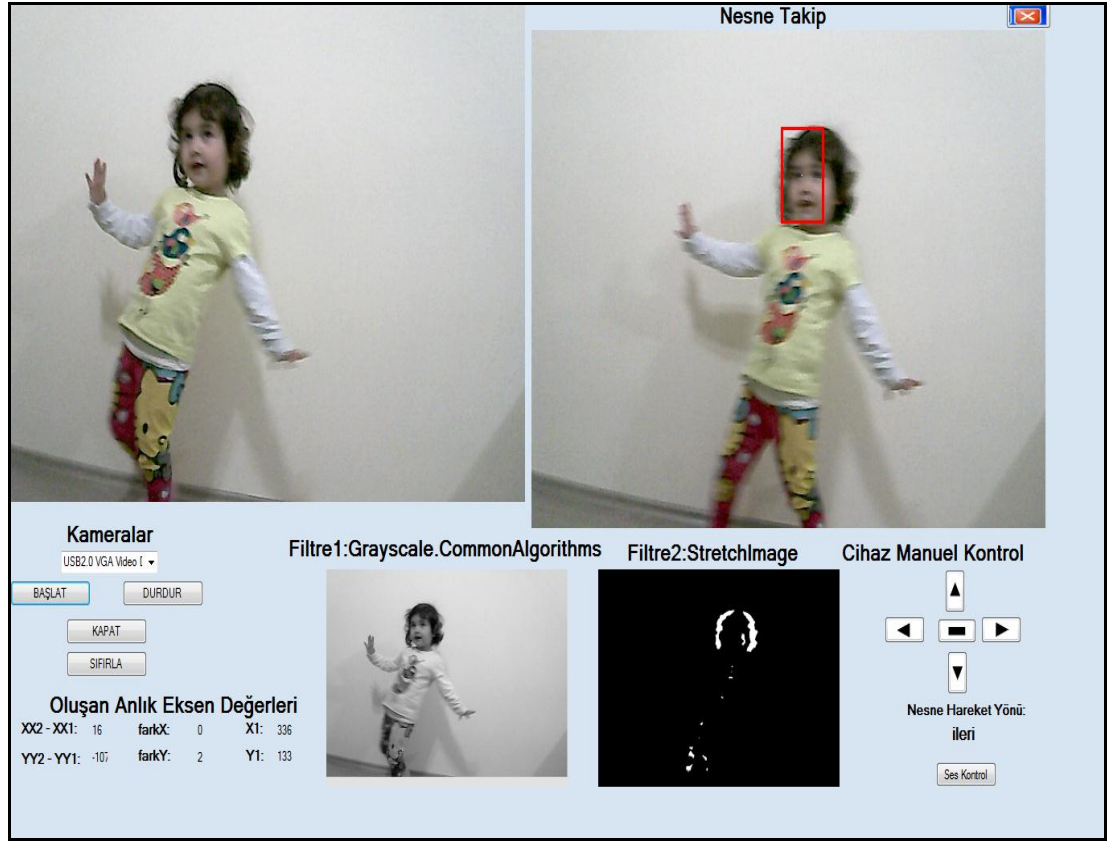 Nesne Takip
Kameralar
USB2.0 VGA Video D
BAŞLAT DURDUR
KAPAT
SIFIRLA
Oluşan Anlık Eksen Değerleri
XX2 - XX1: 16 farkX: 0 X1: 336
YY2 - YY1: -107 farkY: 2 Y1: 133
Filtre1:Grayscale.CommonAlgorithms
Filtre2:StretchImage
Cihaz Manuel Kontrol
Nesne Hareket Yönü:
ileri
Ses Kontrol